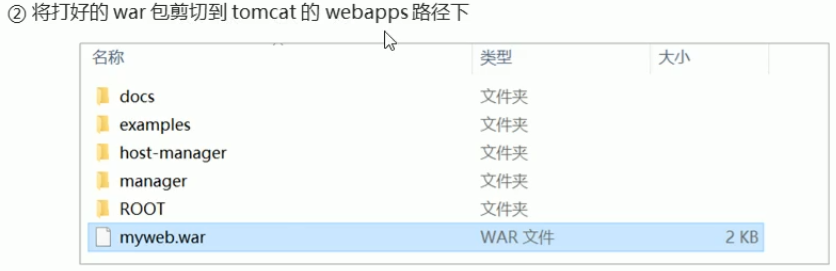 ② 将打好的 war 包剪切到 tomcat 的 webapps 路径下
名称 类型 大小
docs 文件夹
examples 文件夹
host-manager 文件夹
manager 文件夹
ROOT 文件夹
myweb.war WAR 文件 2 KB